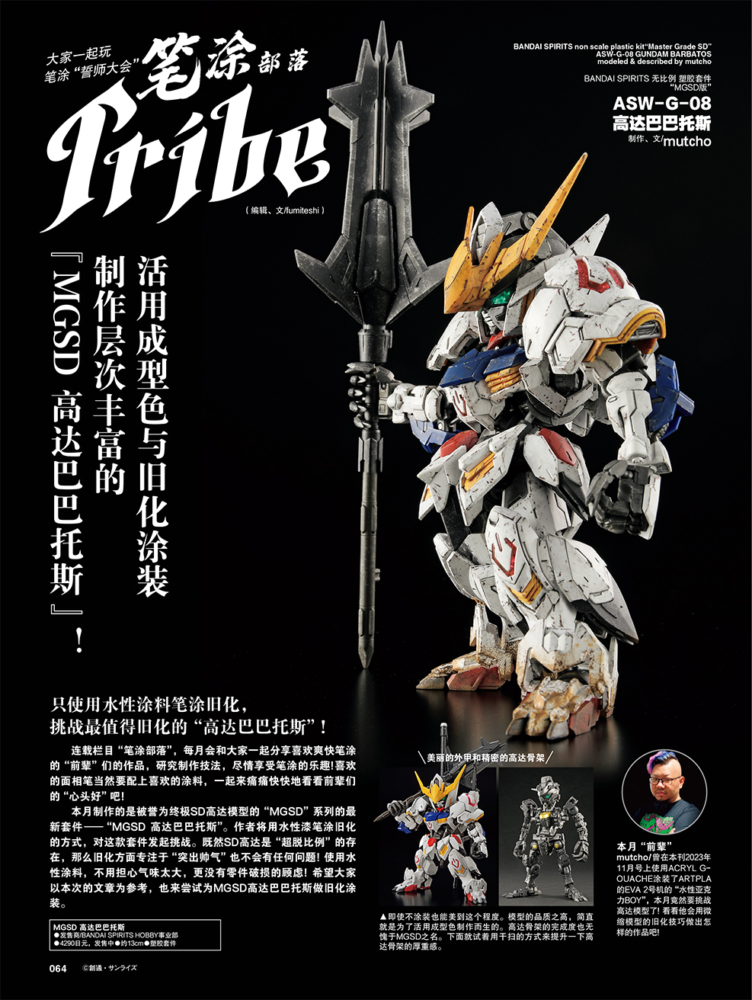 大家一起玩
笔涂“誓师大会”
笔涂部落
Tribe
（编辑、文/fumiteshi）
BANDAI SPIRITS non scale plastic kit“Master Grade SD”
ASW-G-08 GUNDAM BARBATOS
modeled & described by mutcho
BANDAI SPIRITS 无比例 塑胶套件
“MGSD版”
ASW-G-08
高达巴巴托斯
制作、文/mutcho
活用成型色与旧化涂装
制作层次丰富的
『MGSD 高达巴巴托斯』！
只使用水性涂料笔涂旧化，
挑战最值得旧化的“高达巴巴托斯”！
连载栏目“笔涂部落”，每月会和大家一起分享喜欢爽快笔涂
的“前辈”们的作品，研究制作技法，尽情享受笔涂的乐趣!喜欢
的面相笔当然要配上喜欢的涂料，一起来痛痛快快地看看前辈们
的“心头好”吧!
本月制作的是被誉为终极SD高达模型的“MGSD”系列的最
新套件——“MGSD 高达巴巴托斯”。作者将用水性漆笔涂旧化
的方式，对这款套件发起挑战。既然SD高达是“超脱比例”的存
在，那么旧化方面专注于“突出帅气”也不会有任何问题! 使用水
性涂料，不用担心气味太大，更没有零件破损的顾虑! 希望大家
以本次的文章为参考，也来尝试为MGSD高达巴巴托斯做旧化涂
装。
MGSD 高达巴巴托斯
●发售商/BANDAI SPIRITS HOBBY事业部
●4290日元，发售中●约13cm●塑胶套件
美丽的外甲和精密的高达骨架
▲即使不涂装也能美到这个程度。模型的品质之高，简直
就是为了活用成型色制作而生的。高达骨架的完成度也无
愧于MGSD之名。下面就试着用干扫的方式来提升一下高
达骨架的厚重感。
本月“前辈”
mutcho/曾在本刊2023年
11月号上使用ACRYL G-
OUACHE涂装了ARTPLA
的EVA 2号机的“水性亚克
力BOY”，本月竟然要挑战
高达模型了! 看看他会用微
缩模型的旧化技巧做出怎
样的作品吧!
064
©創通・サンライズ